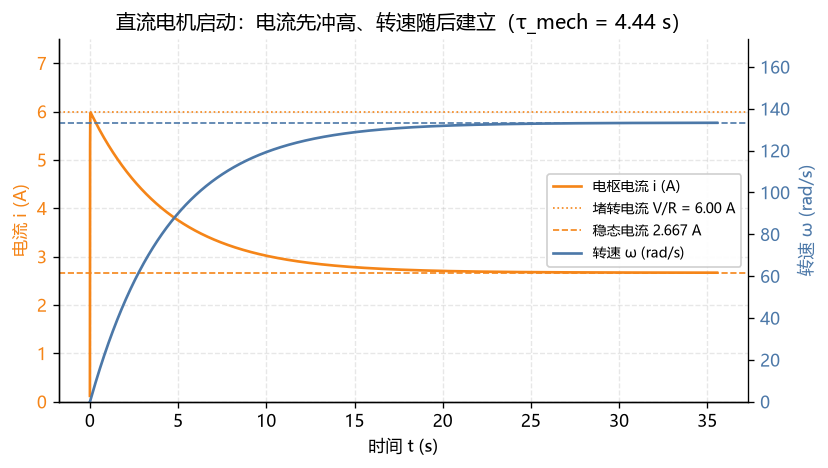 直流电机启动：电流先冲高、转速随后建立（τ_mech = 4.44 s）
电流 i (A)
7
6
5
4
3
2
1
0
160
140
120
100
80
60
40
20
0
转速 ω (rad/s)
电枢电流 i (A)
堵转电流 V/R = 6.00 A
稳态电流 2.667 A
转速 ω (rad/s)
0 5 10 15 20 25 30 35
时间 t (s)